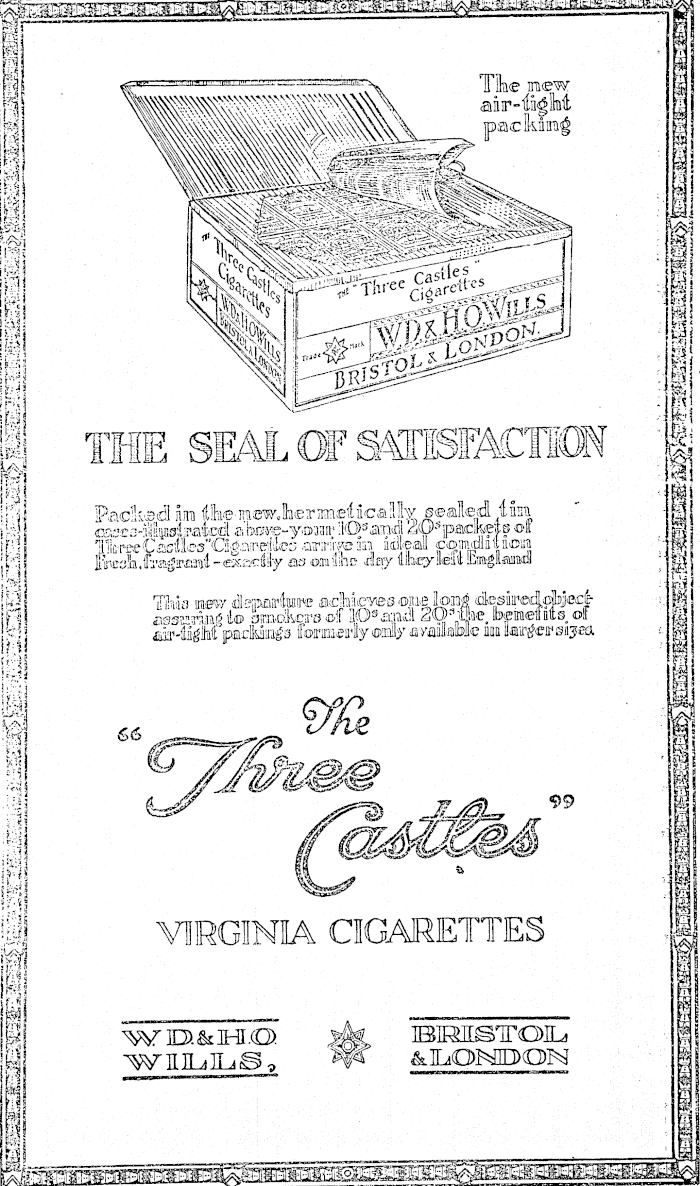 The new
air-tight
packing
THE "Three Castles"
Cigarettes
W.D.& H.O WILLS
BRISTOL & LONDON.
THE "Three Castles"
Cigarettes
Trade Mark
W.D.& H.O WILLS
BRISTOL & LONDON.
THE SEAL OF SATISFACTION
Packed in the new, hermetically sealed tin
cases-illustrated above-your 10s and 20s packets of
"Three Castles" Cigarettes arrive in ideal condition
Fresh, fragrant - exactly as on the day they left England
This new departure achieves one long desired object-
assuring to smokers of 10s and 20s the benefits of
air-tight packings formerly only available in larger sizes.
The
"Three
Castles"
VIRGINIA CIGARETTES
W D. & H.O.
WILLS,
BRISTOL
& LONDON